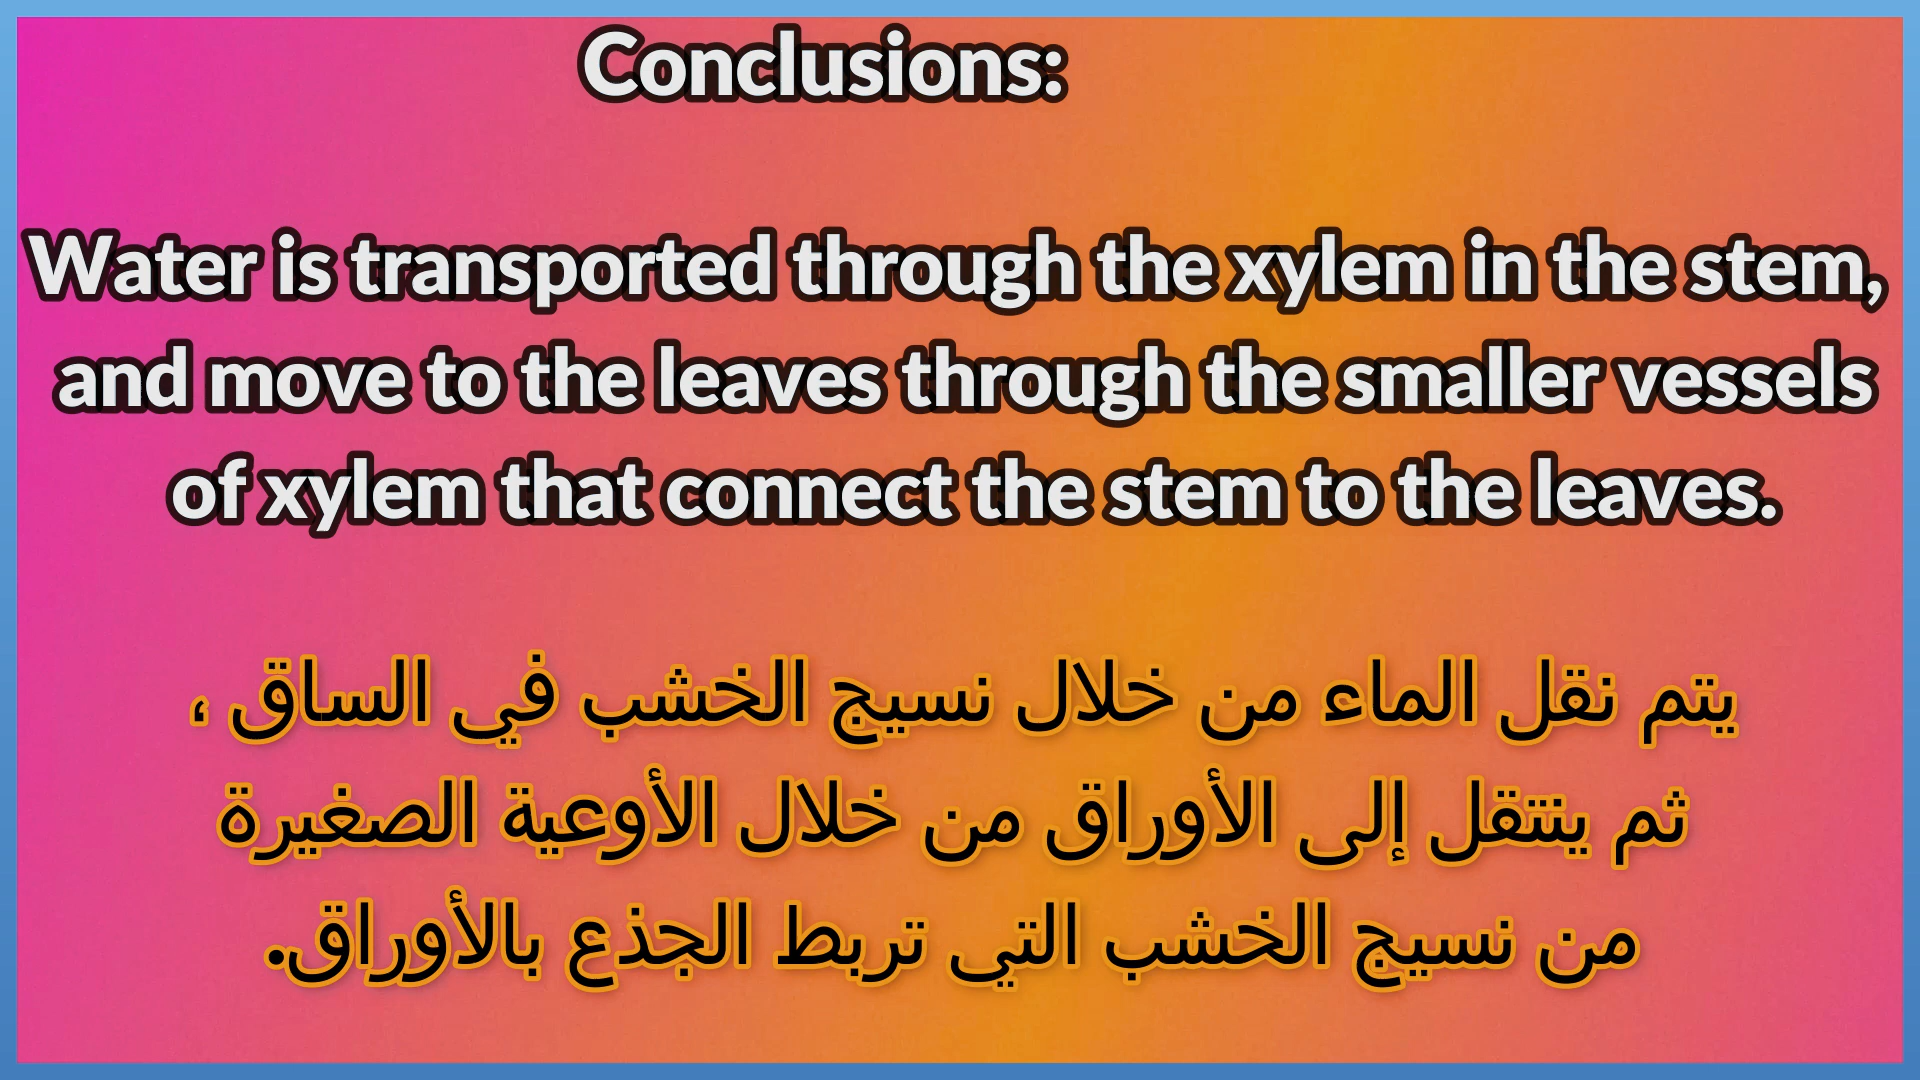 Conclusions:
Water is transported through the xylem in the stem,
and move to the leaves through the smaller vessels
of xylem that connect the stem to the leaves.
يتم نقل الماء من خلال نسيج الخشب في الساق ،
ثم ينتقل إلى الأوراق من خلال الأوعية الصغيرة
من نسيج الخشب التي تربط الجذع بالأوراق.